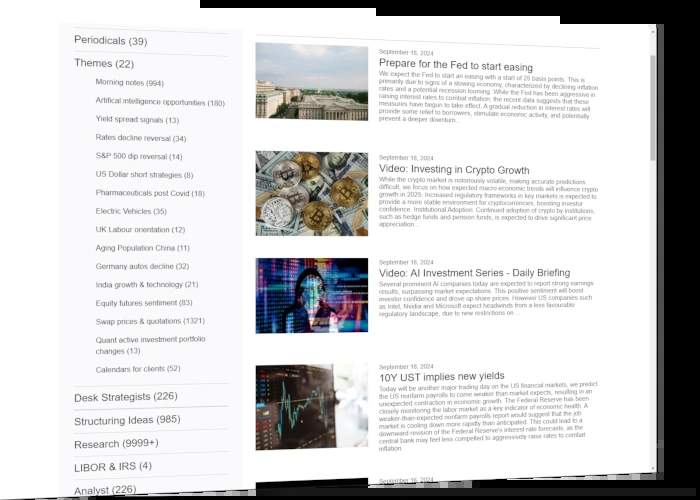 Periodicals (39)
Themes (22)
Morning notes (994)
Artifical intelligence opportunities (180)
Yield spread signals (13)
Rates decline reversal (34)
S&P 500 dip reversal (14)
US Dollar short strategies (8)
Pharmaceuticals post Covid (18)
Electric Vehicles (35)
UK Labour orientation (12)
Aging Population China (11)
Germany autos decline (32)
India growth & technology (21)
Equity futures sentiment (83)
Swap prices & quotations (1321)
Quant active investment portfolio
changes (13)
Calendars for clients (52)
Desk Strategists (226)
Structuring Ideas (985)
Research (9999+)
LIBOR & IRS (4)
Analyst (226)
September 18, 2024
Prepare for the Fed to start easing
We expect the Fed to start an easing with a start of 25 basis points. This is
primarily due to signs of a slowing economy, characterized by declining inflation
rates and a potential recession looming. While the Fed has been aggressive in
raising interest rates to combat inflation, the recent data suggests that these
measures have begun to take effect. A gradual reduction in interest rates will
provide some relief to borrowers, stimulate economic activity, and potentially
prevent a deeper downturn...
September 18, 2024
Video: Investing in Crypto Growth
While the crypto market is notoriously volatile, making accurate predictions
difficult, we focus on how expected macro-economic trends will influence crypto
growth in 2025: Increased regulatory frameworks in key markets is expected to
provide a more stable environment for cryptocurrencies, boosting investor
confidence. Institutional Adoption: Continued adoption of crypto by institutions,
such as hedge funds and pension funds, is expected to drive significant price
appreciation...
September 18, 2024
Video: AI Investment Series - Daily Briefing
Several prominent AI companies today are expected to report strong earnings
results, surpassing market expectations. This positive sentiment will boost
investor confidence and drove up share prices. However US companies such
as Intel, Nvidia and Microsoft expect headwinds from a less favourable
regulatory landscape, due to new restrictions on...
September 18, 2024
10Y UST implies new yields
Today will be another major trading day on the US financial markets, we predict
the US nonfarm payrolls to come weaker than market expects, resulting in an
unexpected contraction in economic growth. The Federal Reserve has been
closely monitoring the labor market as a key indicator of economic health. A
weaker-than-expected nonfarm payrolls report would suggest that the job
market is cooling down more rapidly than anticipated. This could lead to a
downward revision of the Federal Reserve's interest rate forecasts, as the
central bank may feel less compelled to aggressively raise rates to combat
inflation.
September 18, 2024